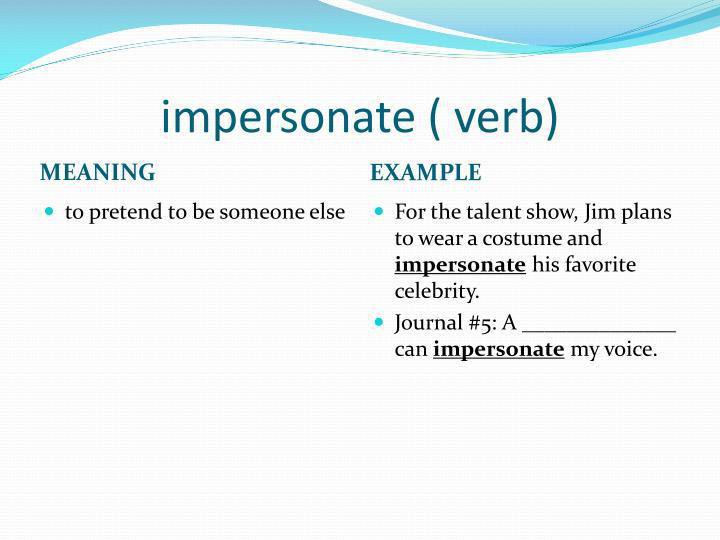 impersonate ( verb)
MEANING
• to pretend to be someone else
EXAMPLE
• For the talent show, Jim plans
to wear a costume and
impersonate his favorite
celebrity.
• Journal #5: A ______________
can impersonate my voice.